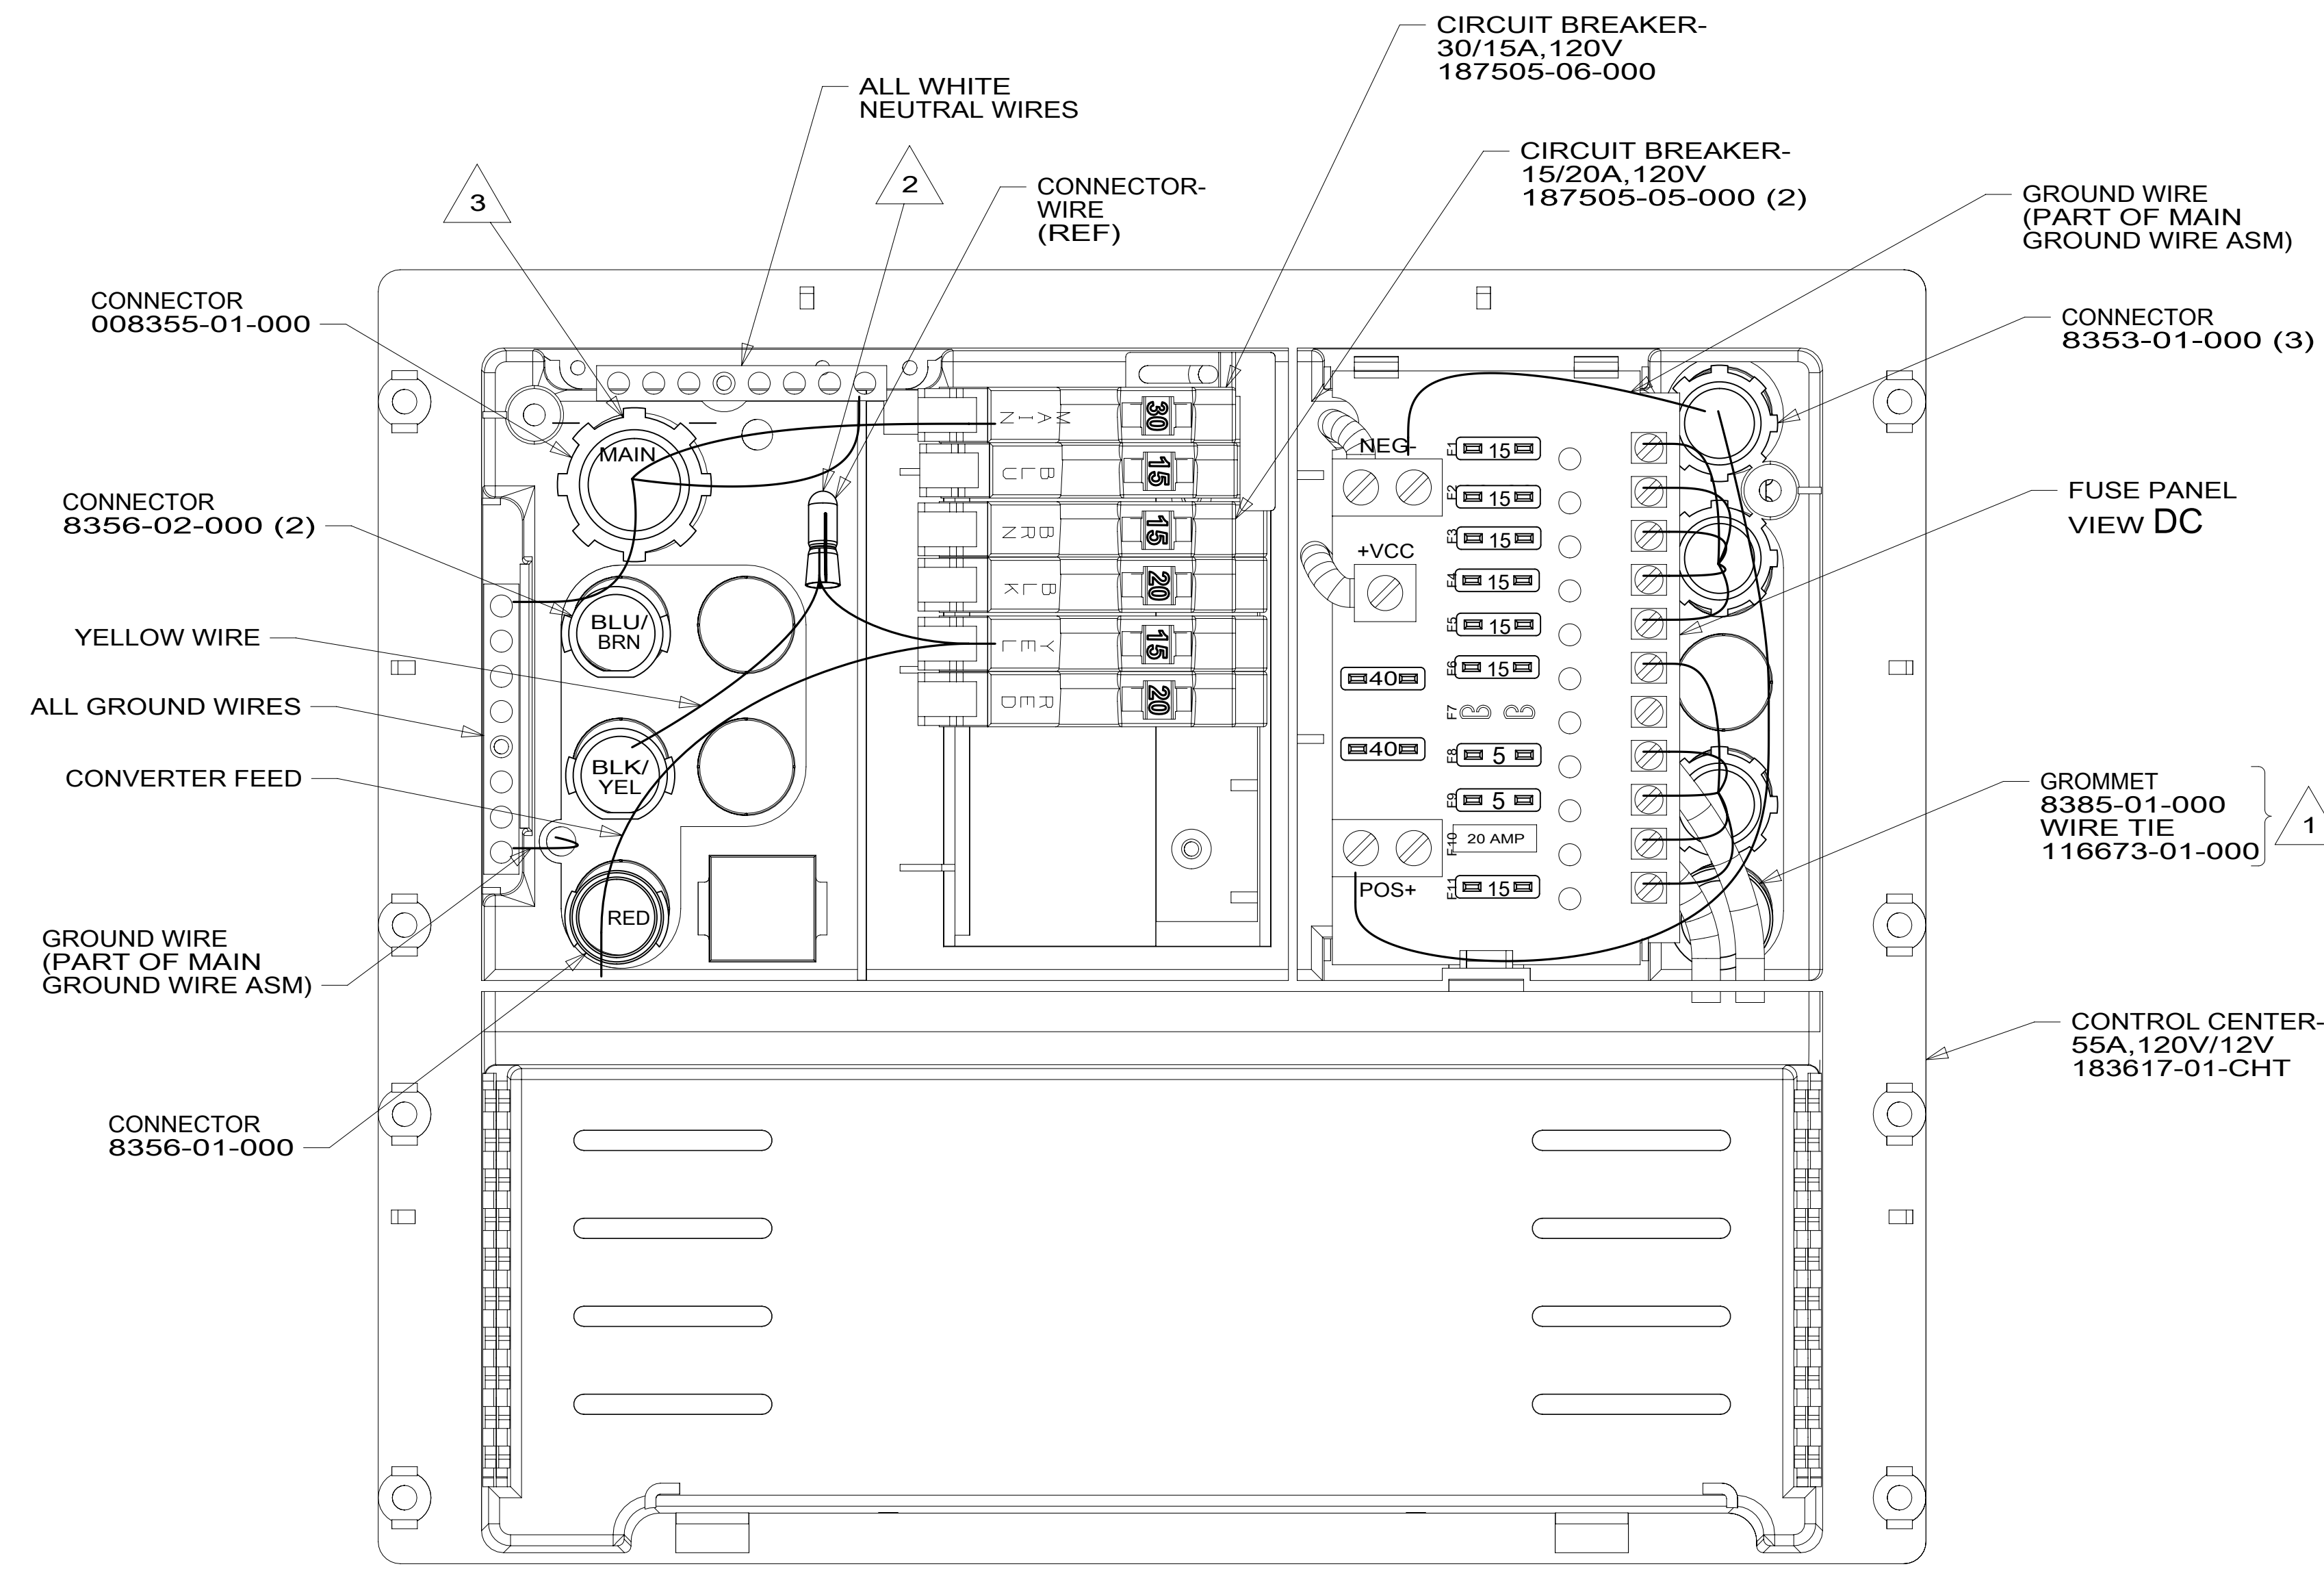 CIRCUIT BREAKER-
30/15A,120V
187505-06-000
ALL WHITE
NEUTRAL WIRES
CIRCUIT BREAKER-
15/20A,120V
187505-05-000 (2)
3
2
CONNECTOR-
WIRE
(REF)
GROUND WIRE
(PART OF MAIN
GROUND WIRE ASM)
CONNECTOR
008355-01-000
CONNECTOR
8353-01-000 (3)
CONNECTOR
8356-02-000 (2)
FUSE PANEL
VIEW DC
YELLOW WIRE
ALL GROUND WIRES
CONVERTER FEED
GROUND WIRE
(PART OF MAIN
GROUND WIRE ASM)
CONNECTOR
8356-01-000
GROMMET
8385-01-000
WIRE TIE
116673-01-000
1
CONTROL CENTER-
55A,120V/12V
183617-01-CHT
MAIN
BLU/
BRN
BLK/
YEL
RED
MAIN
30
BLU
15
BRN
15
BLK
20
YEL
15
RED
20
NEG-
+VCC
40
40
POS+
F1 15
F2 15
F3 15
F4 15
F5 15
F6 15
F7
F8 5
F9 5
F10 20 AMP
F11 15